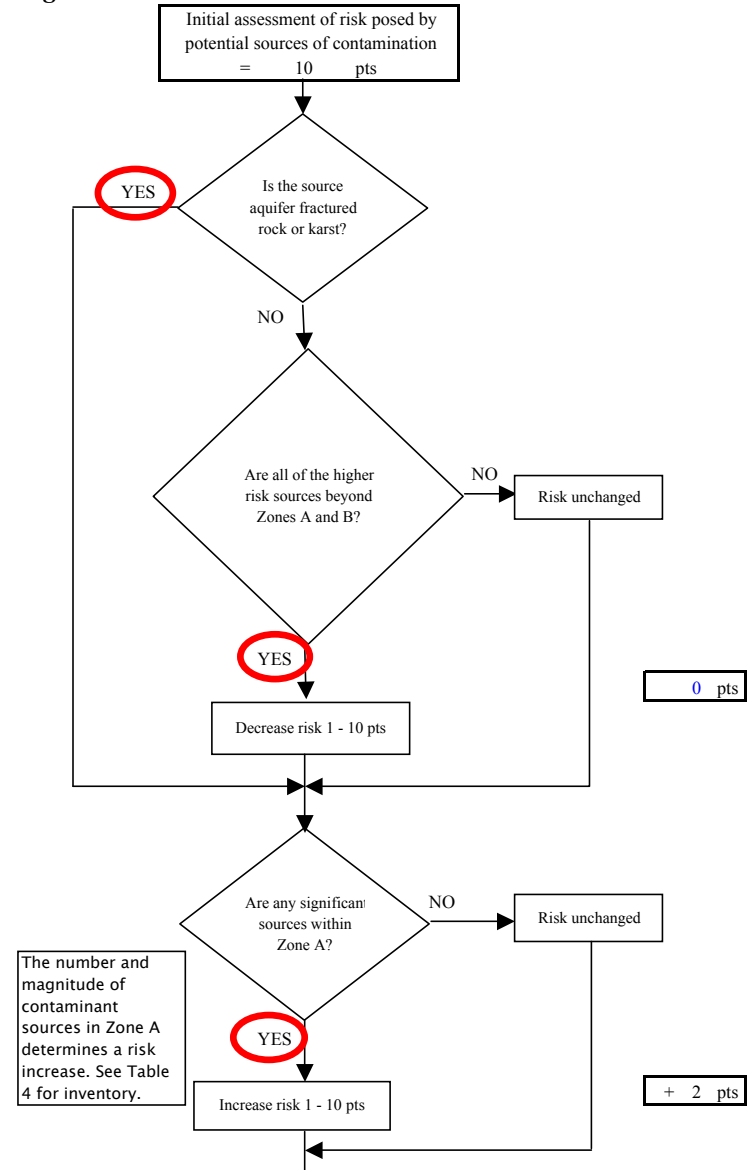 Initial assessment of risk posed by
potential sources of contamination
= 10 pts
YES
Is the source
aquifer fractured
rock or karst?
NO
Are all of the higher
risk sources beyond
Zones A and B?
NO
Risk unchanged
YES
0 pts
Decrease risk 1 - 10 pts
Are any significant
sources within
Zone A?
NO
Risk unchanged
The number and
magnitude of
contaminant
sources in Zone A
determines a risk
increase. See Table
4 for inventory.
YES
Increase risk 1 - 10 pts
+ 2 pts